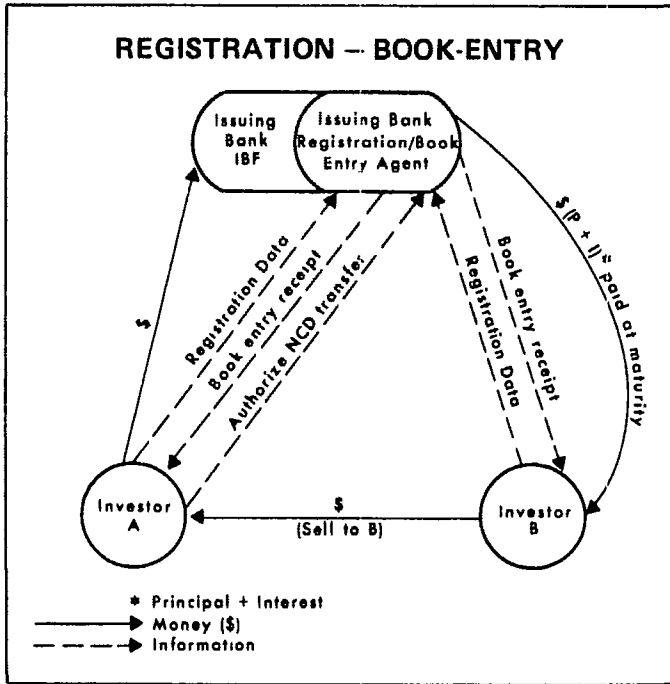 REGISTRATION – BOOK-ENTRY
Issuing
Bank
IBF
Issuing Bank
Registration/Book
Entry Agent
$
Registration Data
Book entry receipt
Authorize NCD transfer
Registration Data
Book entry receipt
$ (P + I)* paid at maturity
Investor
A
$
(Sell to B)
Investor
B
* Principal + Interest
Money ($)
Information